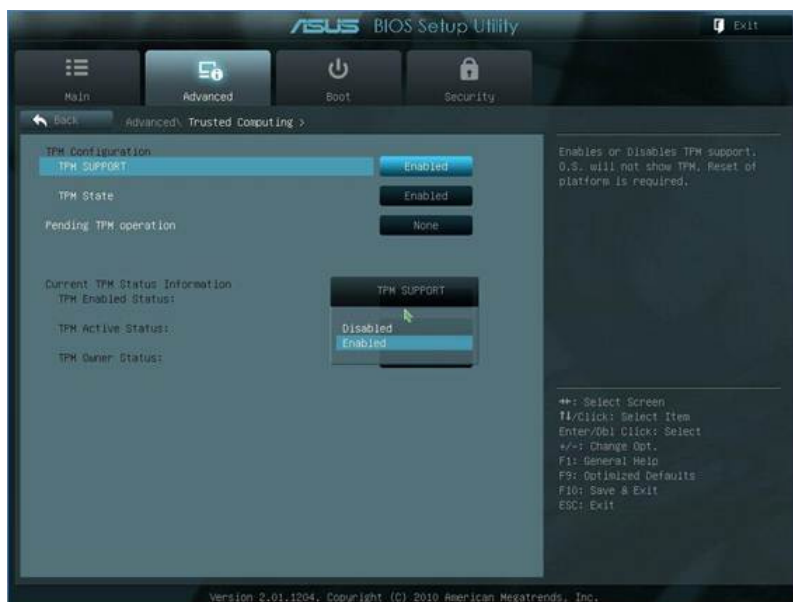 ASUS BIOS Setup Utility
Exit
Main
Advanced
Boot
Security
Back Advanced\ Trusted Computing >
TPM Configuration
TPM SUPPORT Enabled
TPM State Enabled
Pending TPM operation None
Current TPM Status Information
TPM Enabled Status:
TPM Active Status:
TPM Owner Status:
TPM SUPPORT
Disabled
Enabled
Enables or Disables TPM support.
O.S. will not show TPM. Reset of
platform is required.
→←: Select Screen
↑↓/Click: Select Item
Enter/Dbl Click: Select
+/-: Change Opt.
F1: General Help
F9: Optimized Defaults
F10: Save & Exit
ESC: Exit
Version 2.01.1204. Copyright (C) 2010 American Megatrends, Inc.